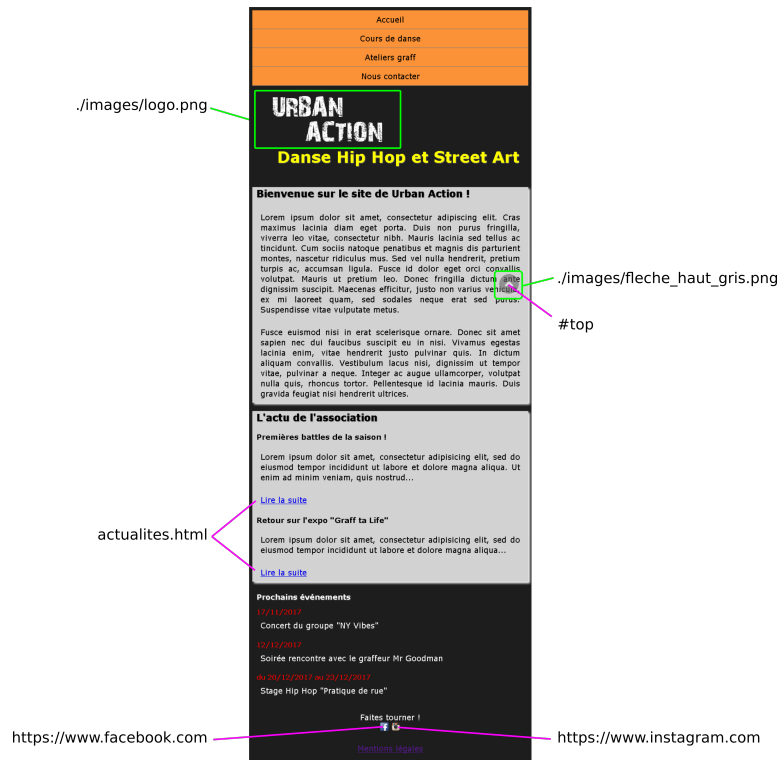 Accueil
Cours de danse
Ateliers graff
Nous contacter
./images/logo.png
URBAN
ACTION
Danse Hip Hop et Street Art
Bienvenue sur le site de Urban Action !
Lorem ipsum dolor sit amet, consectetur adipiscing elit. Cras
maximus lacinia diam eget porta. Duis non purus fringilla,
viverra leo vitae, consectetur nibh. Mauris lacinia sed tellus ac
tincidunt. Cum sociis natoque penatibus et magnis dis parturient
montes, nascetur ridiculus mus. Sed vel nulla hendrerit, pretium
turpis ac, accumsan ligula. Fusce id dolor eget orci convallis
volutpat. Mauris ut pretium leo. Donec fringilla dictum ante
dignissim suscipit. Maecenas efficitur, justo non varius vehicula,
ex mi laoreet quam, sed sodales neque erat sed purus.
Suspendisse vitae vulputate metus.
./images/fleche_haut_gris.png
#top
Fusce euismod nisi in erat scelerisque ornare. Donec sit amet
sapien nec dui faucibus suscipit eu in nisi. Vivamus egestas
lacinia enim, vitae hendrerit justo pulvinar quis. In dictum
aliquam convallis. Vestibulum lacus nisi, dignissim ut tempor
vitae, pulvinar a neque. Integer ac augue ullamcorper, volutpat
nulla quis, rhoncus tortor. Pellentesque id lacinia mauris. Duis
gravida feugiat nisi hendrerit ultrices.
L'actu de l'association
Premières battles de la saison !
Lorem ipsum dolor sit amet, consectetur adipisicing elit, sed do
eiusmod tempor incididunt ut labore et dolore magna aliqua. Ut
enim ad minim veniam, quis nostrud...
Lire la suite
actualites.html
Retour sur l'expo "Graff ta Life"
Lorem ipsum dolor sit amet, consectetur adipisicing elit, sed do
eiusmod tempor incididunt ut labore et dolore magna aliqua...
Lire la suite
Prochains événements
17/11/2017
Concert du groupe "NY Vibes"
12/12/2017
Soirée rencontre avec le graffeur Mr Goodman
du 20/12/2017 au 23/12/2017
Stage Hip Hop "Pratique de rue"
Faites tourner !
https://www.facebook.com
https://www.instagram.com
Mentions légales